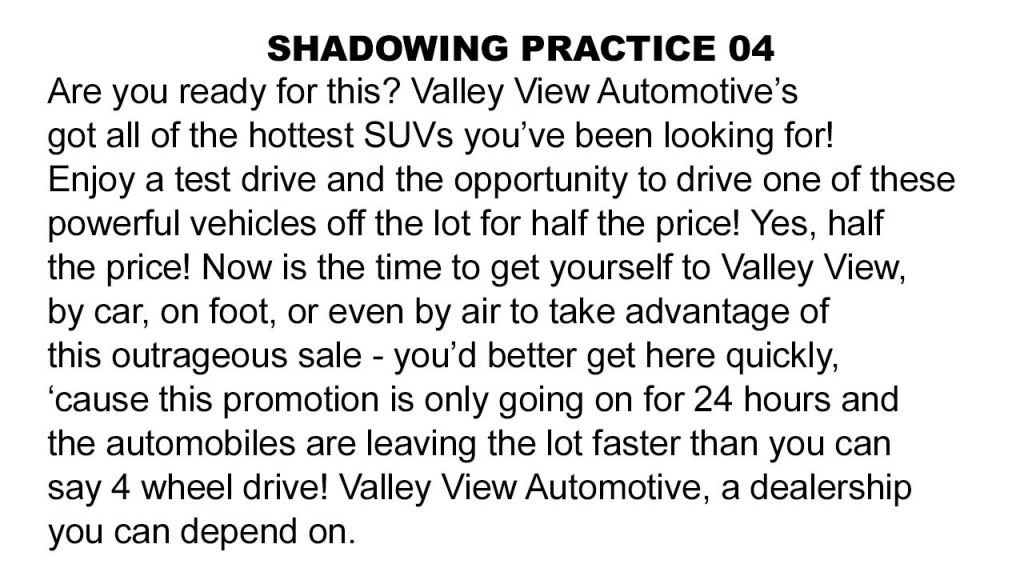 SHADOWING PRACTICE 04
Are you ready for this? Valley View Automotive’s
got all of the hottest SUVs you’ve been looking for!
Enjoy a test drive and the opportunity to drive one of these
powerful vehicles off the lot for half the price! Yes, half
the price! Now is the time to get yourself to Valley View,
by car, on foot, or even by air to take advantage of
this outrageous sale - you’d better get here quickly,
‘cause this promotion is only going on for 24 hours and
the automobiles are leaving the lot faster than you can
say 4 wheel drive! Valley View Automotive, a dealership
you can depend on.